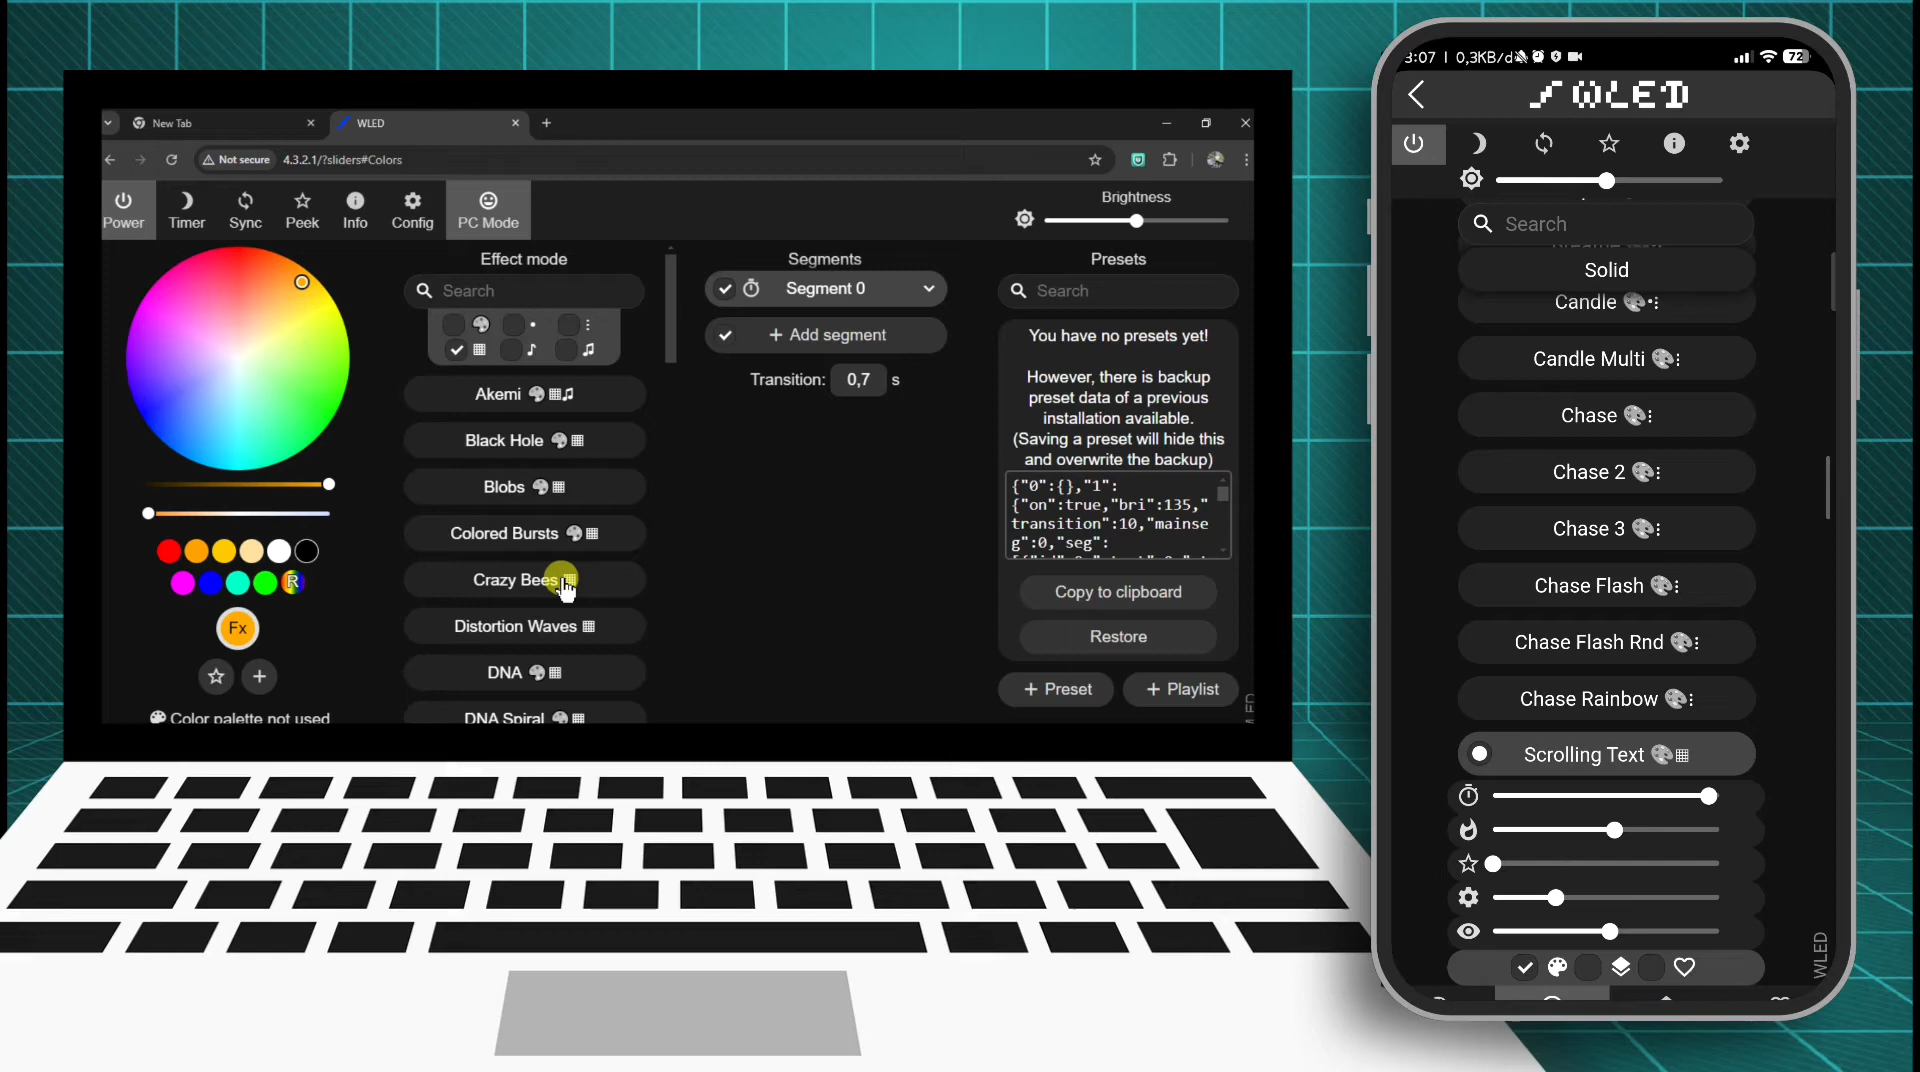 New Tab
WLED
Not secure
4.3.2.1/?sliders#Colors
Power
Timer
Sync
Peek
Info
Config
PC Mode
Brightness
R
Fx
Color palette not used
Effect mode
Search
Akemi
Black Hole
Blobs
Colored Bursts
Crazy Bees
Distortion Waves
DNA
DNA Spiral
Segments
Segment 0
+ Add segment
Transition: 0,7 s
Presets
Search
You have no presets yet!
However, there is backup
preset data of a previous
installation available.
(Saving a preset will hide this
and overwrite the backup)
{"0":{},"1":
{"on":true,"bri":135,"
transition":10,"mainse
g":0,"seg":
Copy to clipboard
Restore
+ Preset
+ Playlist
3:07 | 0,3KB/d
72
WLED
Search
Solid
Candle
Candle Multi
Chase
Chase 2
Chase 3
Chase Flash
Chase Flash Rnd
Chase Rainbow
Scrolling Text
WLED